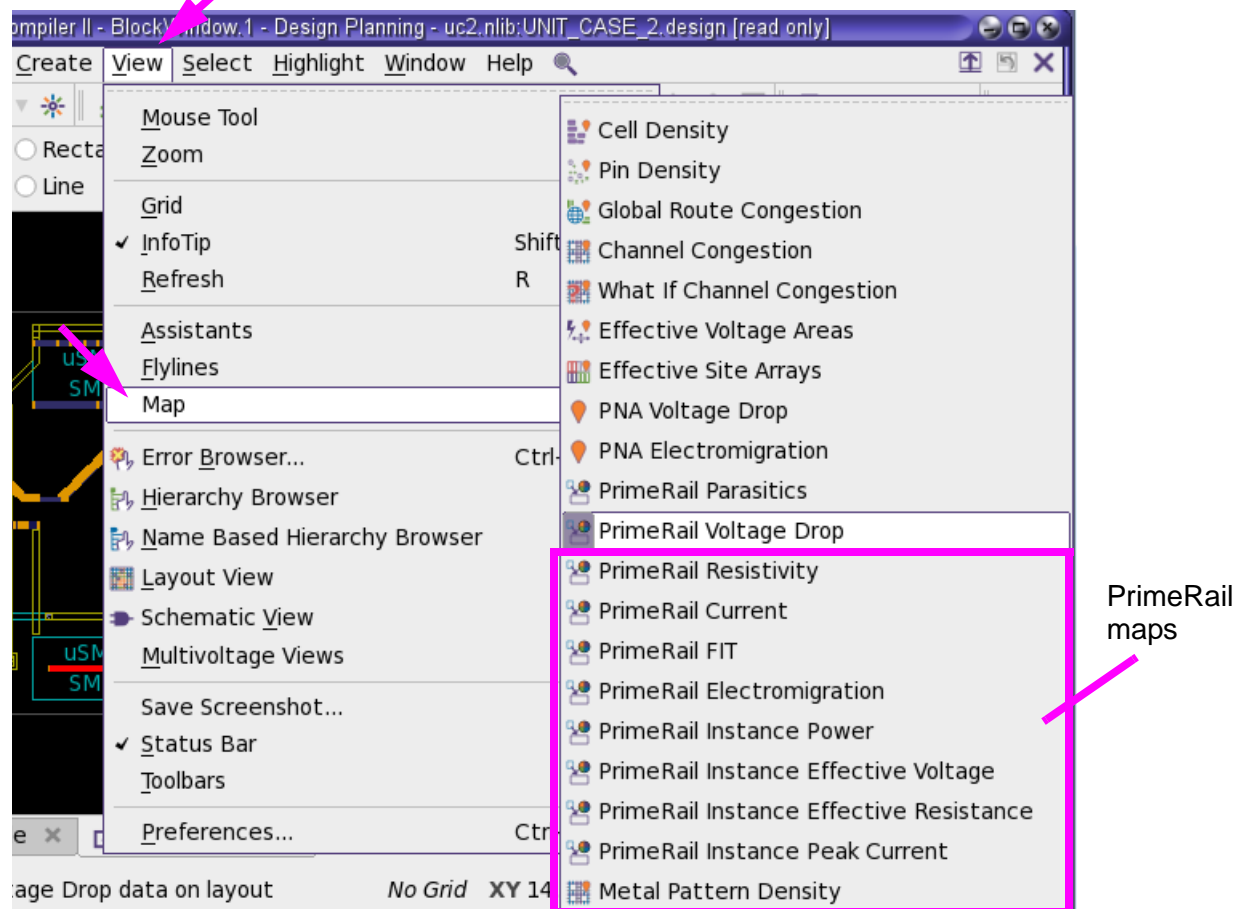 ompiler II - BlockWindow.1 - Design Planning - uc2.nlib:UNIT_CASE_2.design [read only]
Create View Select Highlight Window Help
Recta
Line
Mouse Tool
Zoom
Grid
InfoTip Shift
Refresh R
Assistants
Flylines
Map
Error Browser... Ctrl-
Hierarchy Browser
Name Based Hierarchy Browser
Layout View
Schematic View
Multivoltage Views
Save Screenshot...
Status Bar
Toolbars
Preferences... Ctr
Cell Density
Pin Density
Global Route Congestion
Channel Congestion
What If Channel Congestion
Effective Voltage Areas
Effective Site Arrays
PNA Voltage Drop
PNA Electromigration
PrimeRail Parasitics
PrimeRail Voltage Drop
PrimeRail Resistivity
PrimeRail Current
PrimeRail FIT
PrimeRail Electromigration
PrimeRail Instance Power
PrimeRail Instance Effective Voltage
PrimeRail Instance Effective Resistance
PrimeRail Instance Peak Current
Metal Pattern Density
PrimeRail
maps
uSM
SM
uSM
SM
e
tage Drop data on layout No Grid XY 14